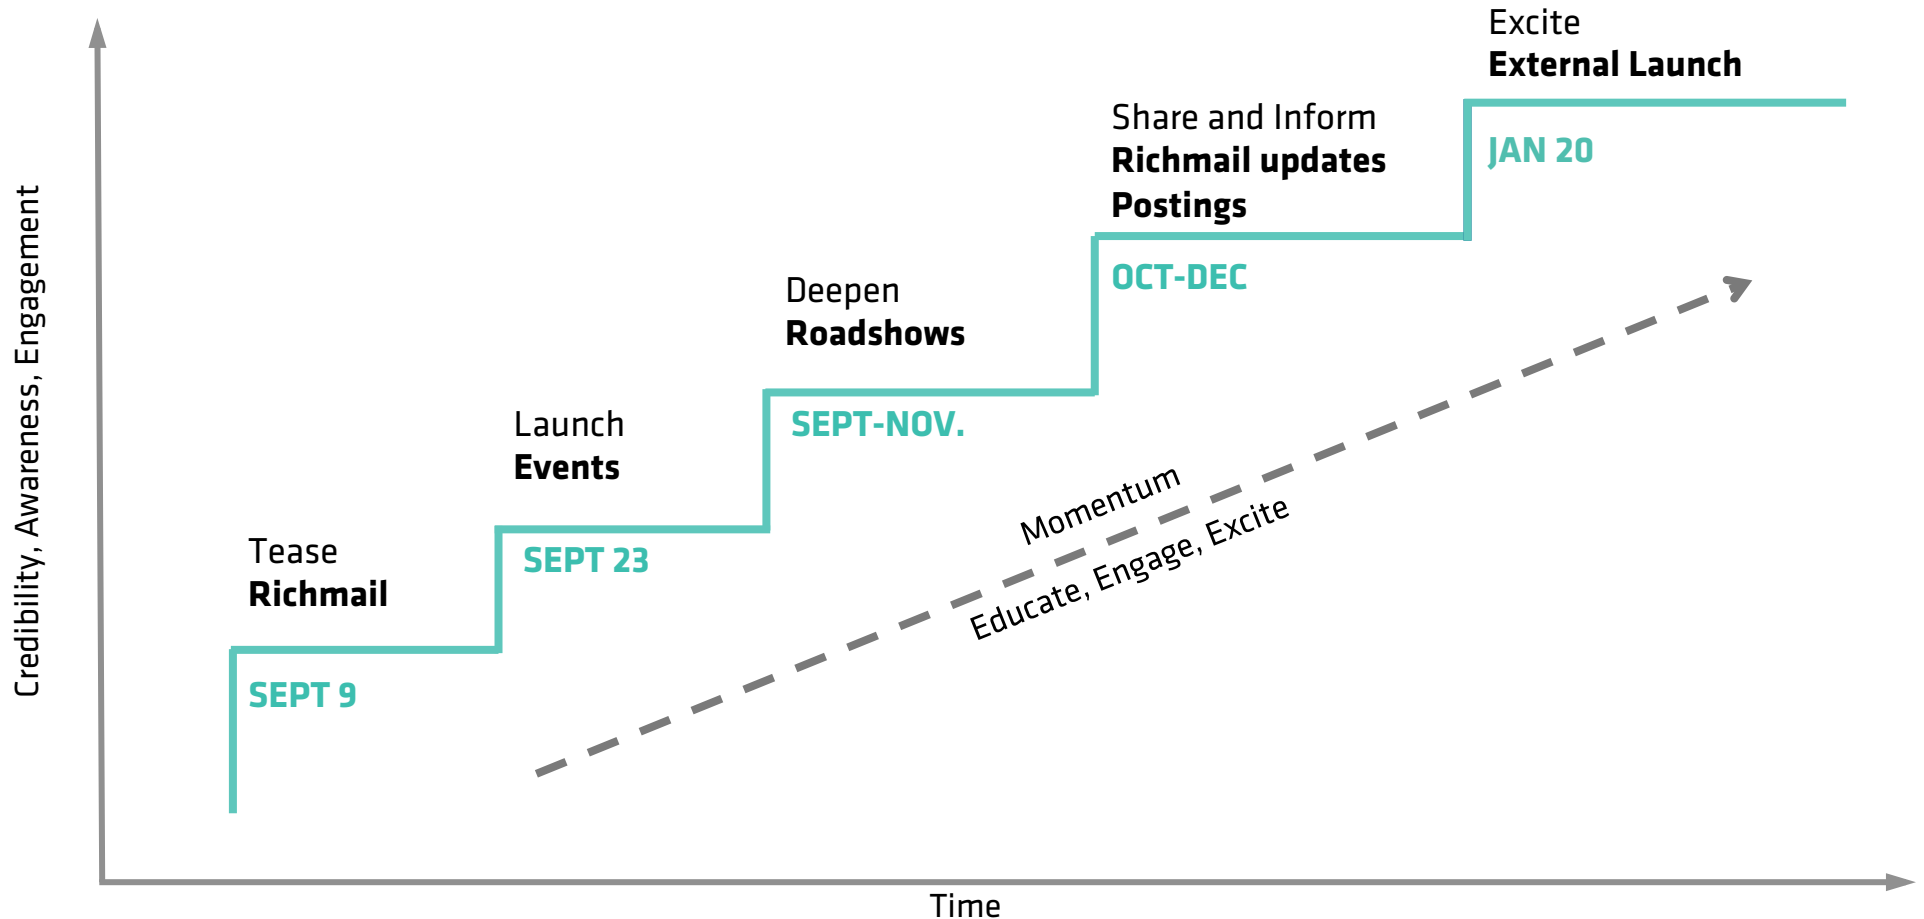 Excite
External Launch
JAN 20
Share and Inform
Richmail updates
Postings
OCT-DEC
Deepen
Roadshows
SEPT-NOV.
Launch
Events
SEPT 23
Tease
Richmail
SEPT 9
Momentum
Educate, Engage, Excite
Credibility, Awareness, Engagement
Time